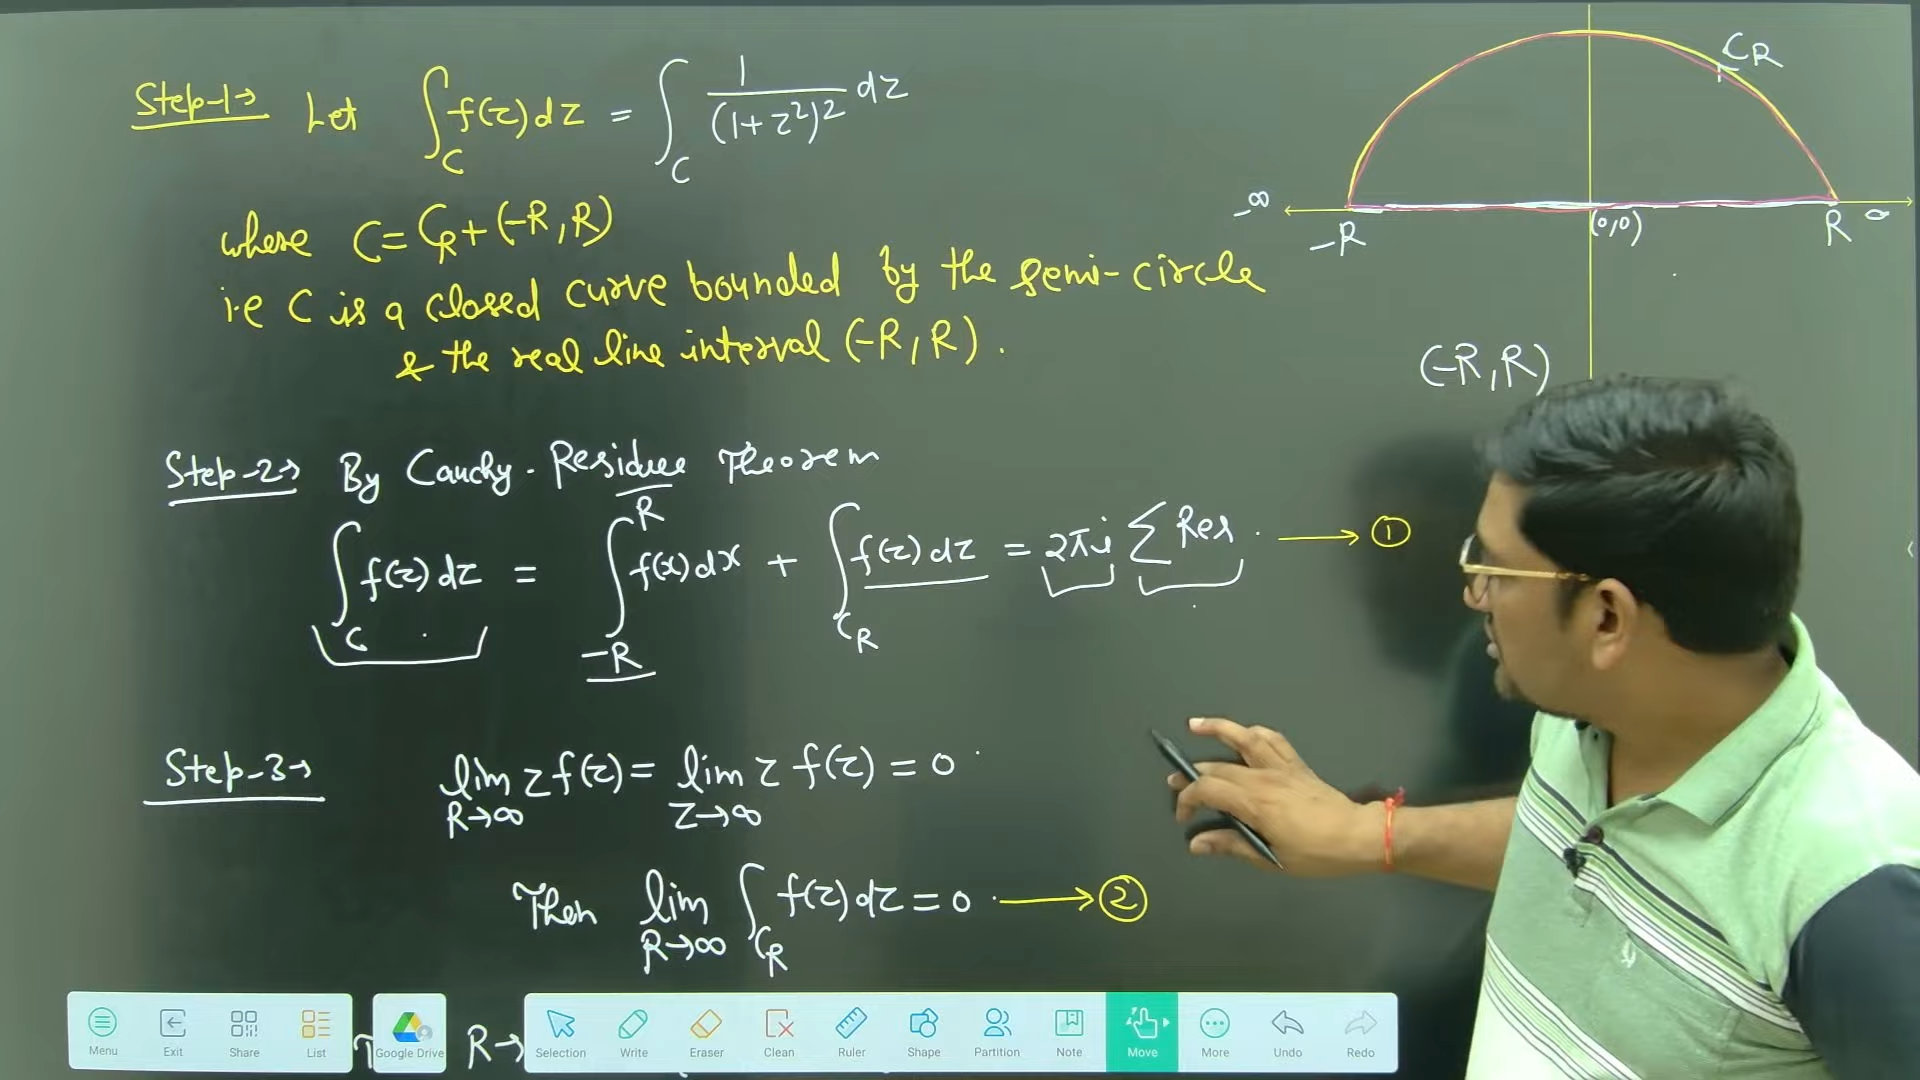 Step-1→ Let ∫_C f(z)dz = ∫_C 1/(1+z²)² dz
where C = C_R + (-R, R)
i.e C is a closed curve bounded by the semi-circle
& the real line interval (-R, R).
C_R
-∞ -R (0,0) R ∞
(-R, R)
Step-2→ By Cauchy-Residue Theorem
∫_C f(z)dz = ∫_{-R}^{R} f(x)dx + ∫_{C_R} f(z)dz = 2πi ∑ Res. → ①
Step-3→ lim_{R→∞} z f(z) = lim_{z→∞} z f(z) = 0
Then lim_{R→∞} ∫_{C_R} f(z)dz = 0 → ②
R→
Menu Exit Share List Google Drive Selection Write Eraser Clean Ruler Shape Partition Note Move More Undo Redo